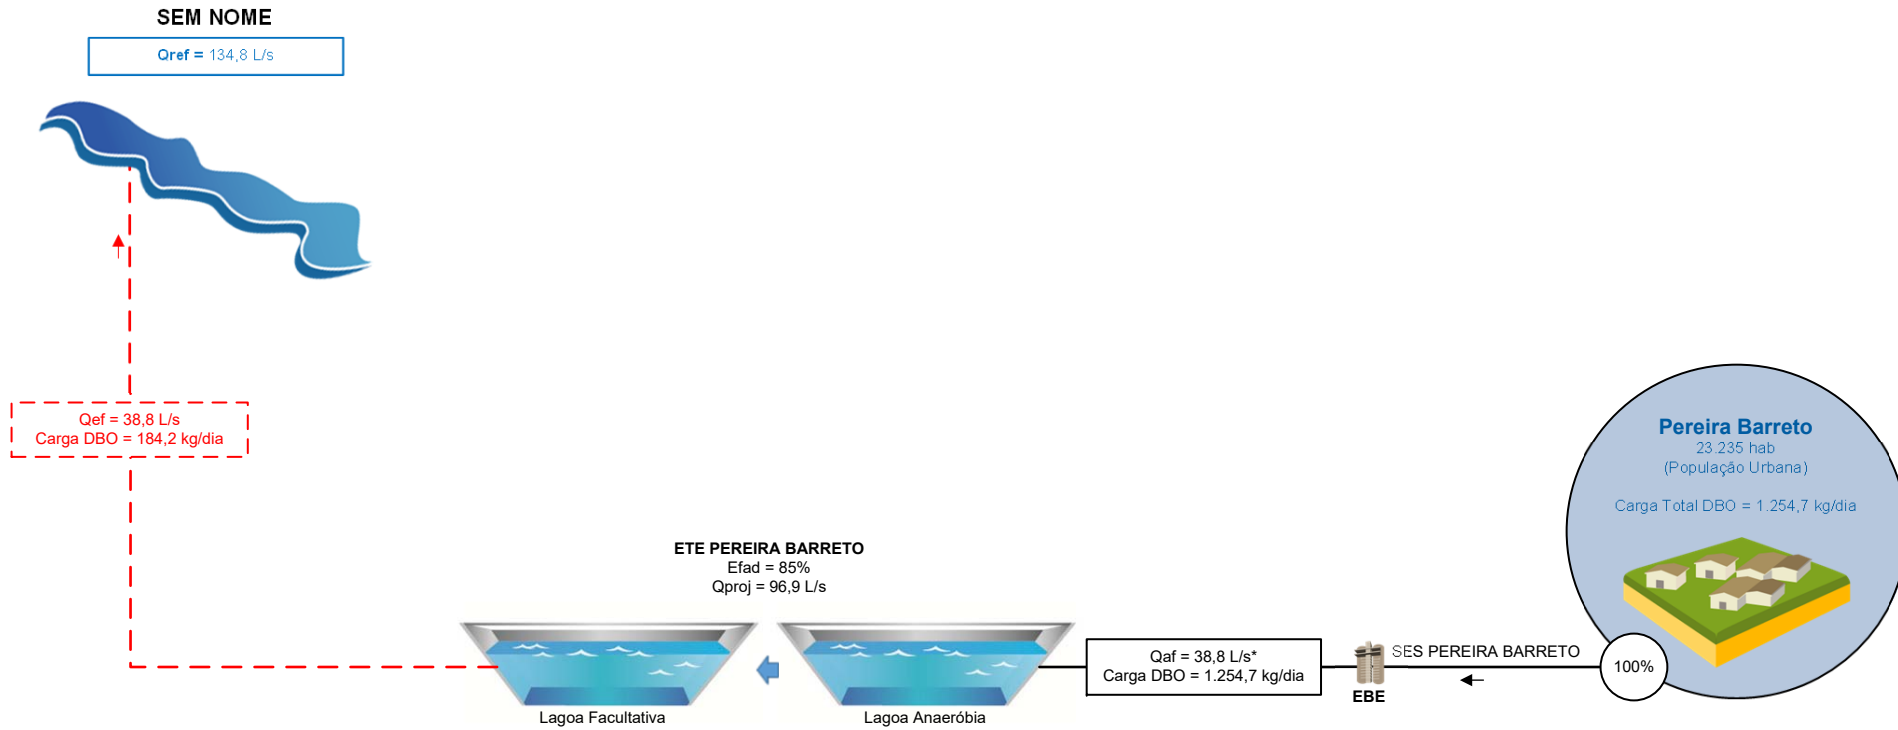 SEM NOME
Qref = 134,8 L/s
Qef = 38,8 L/s
Carga DBO = 184,2 kg/dia
ETE PEREIRA BARRETO
Efad = 85%
Qproj = 96,9 L/s
Lagoa Facultativa
Lagoa Anaeróbia
Qaf = 38,8 L/s*
Carga DBO = 1.254,7 kg/dia
EBE
SES PEREIRA BARRETO
100%
Pereira Barreto
23.235 hab
(População Urbana)
Carga Total DBO = 1.254,7 kg/dia